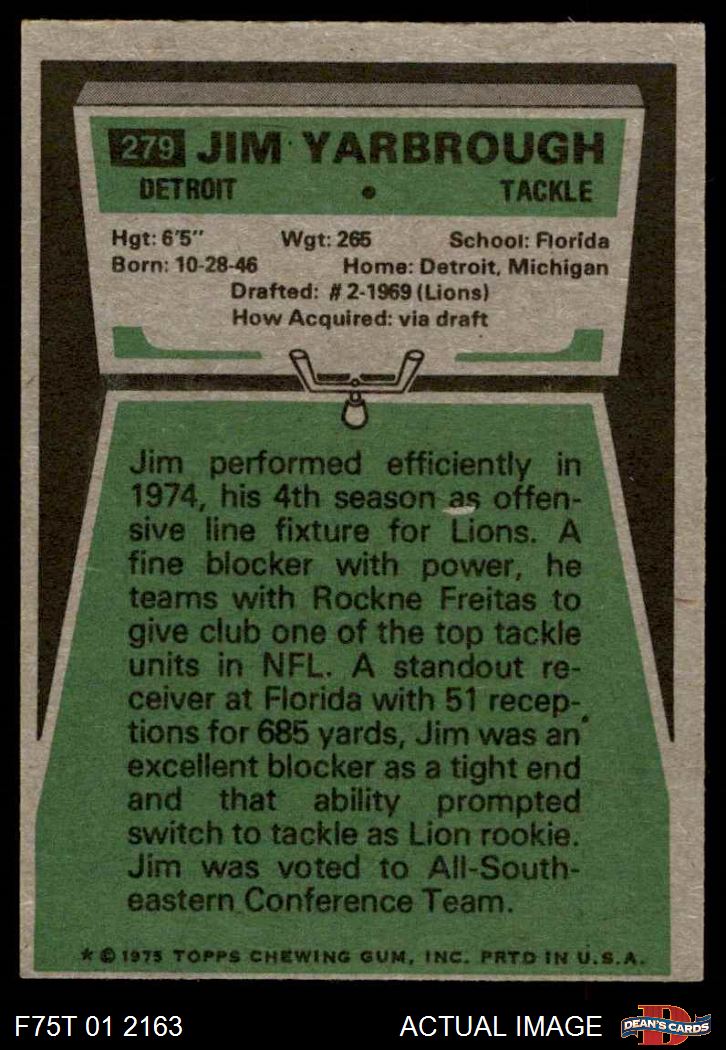 279 JIM YARBROUGH
DETROIT • TACKLE
Hgt: 6'5" Wgt: 265 School: Florida
Born: 10-28-46 Home: Detroit, Michigan
Drafted: #2-1969 (Lions)
How Acquired: via draft
Jim performed efficiently in
1974, his 4th season as offen-
sive line fixture for Lions. A
fine blocker with power, he
teams with Rockne Freitas to
give club one of the top tackle
units in NFL. A standout re-
ceiver at Florida with 51 recep-
tions for 685 yards, Jim was an
excellent blocker as a tight end
and that ability prompted
switch to tackle as Lion rookie.
Jim was voted to All-South-
eastern Conference Team.
* © 1975 TOPPS CHEWING GUM, INC. PRTD IN U.S.A.
F75T 01 2163 ACTUAL IMAGE D DEAN'S CARDS